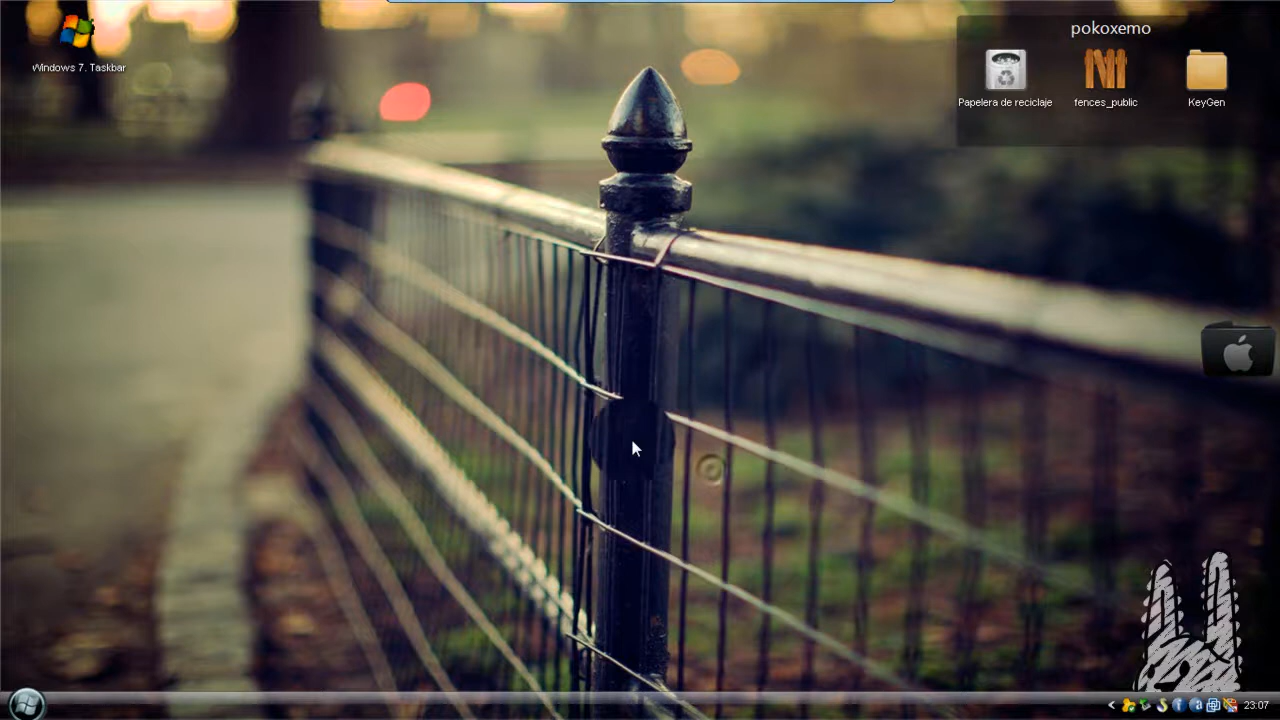 Windows 7. Taskbar
pokoxemo
Papelera de reciclaje
fences_public
KeyGen
23:07